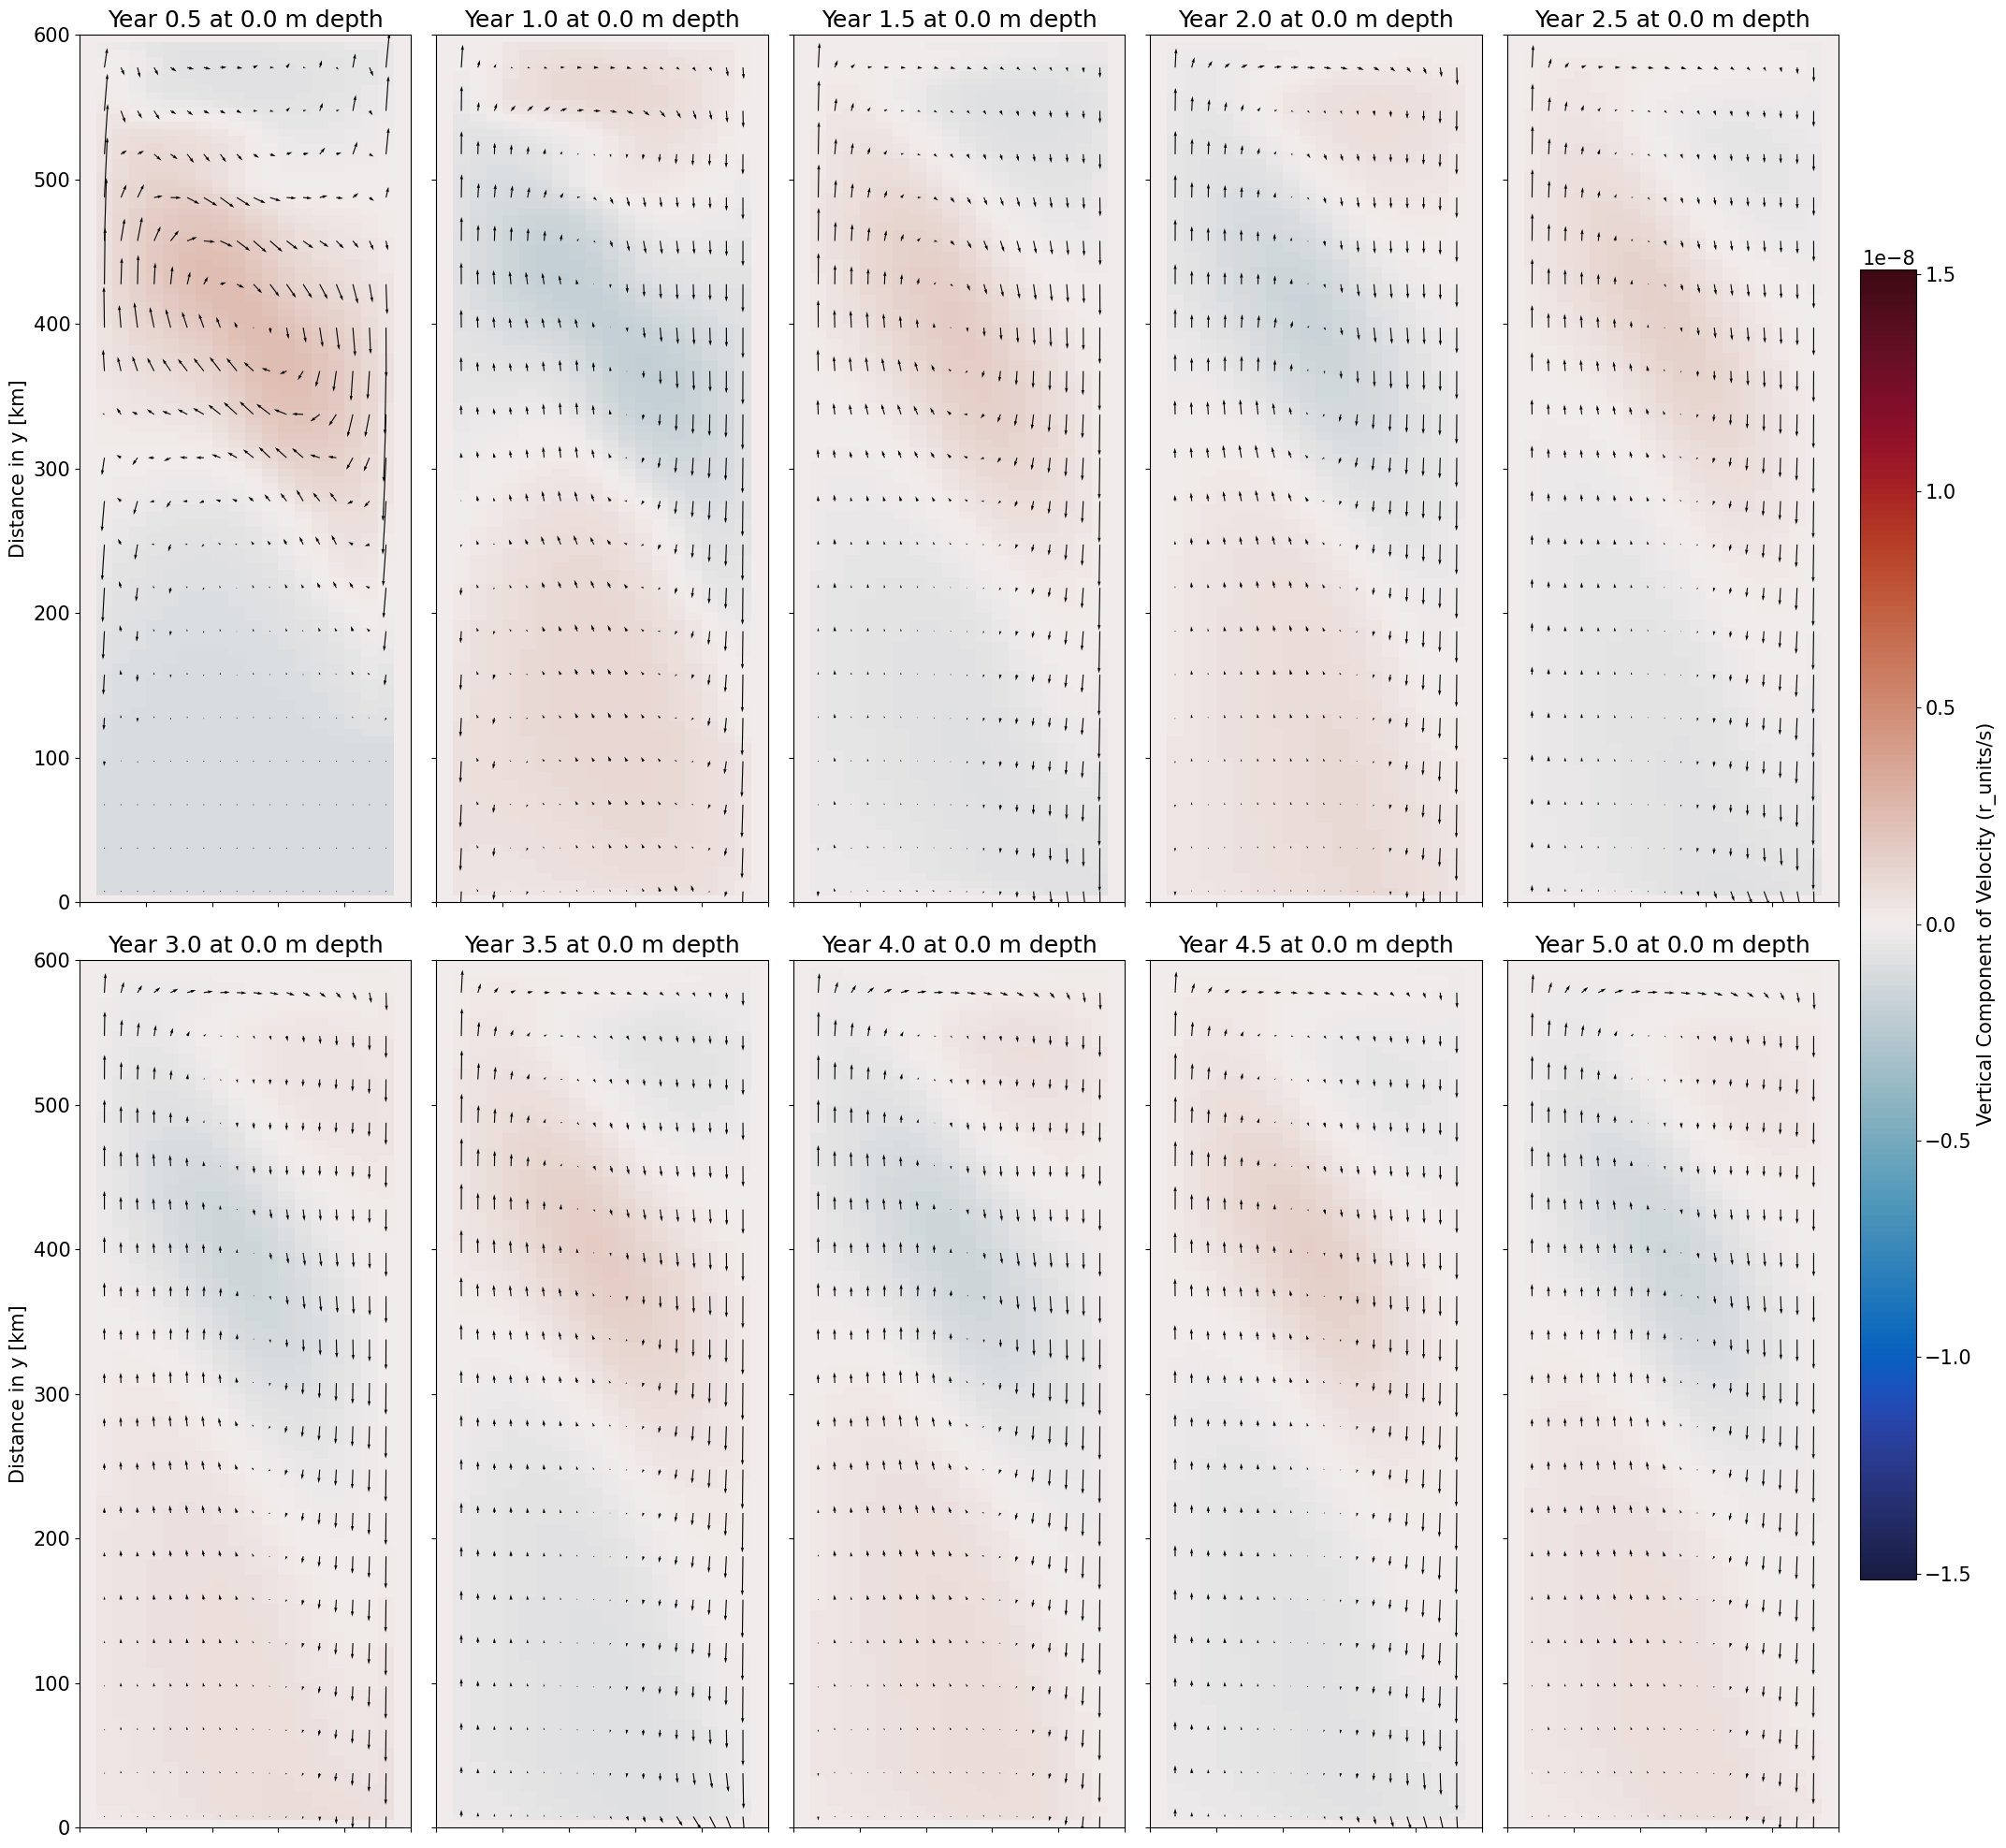 Year 0.5 at 0.0 m depth
Year 1.0 at 0.0 m depth
Year 1.5 at 0.0 m depth
Year 2.0 at 0.0 m depth
Year 2.5 at 0.0 m depth
600
500
400
300
200
100
0
Distance in y [km]
Year 3.0 at 0.0 m depth
Year 3.5 at 0.0 m depth
Year 4.0 at 0.0 m depth
Year 4.5 at 0.0 m depth
Year 5.0 at 0.0 m depth
600
500
400
300
200
100
0
Distance in y [km]
1e−8
1.5
1.0
0.5
0.0
−0.5
−1.0
−1.5
Vertical Component of Velocity (r_units/s)